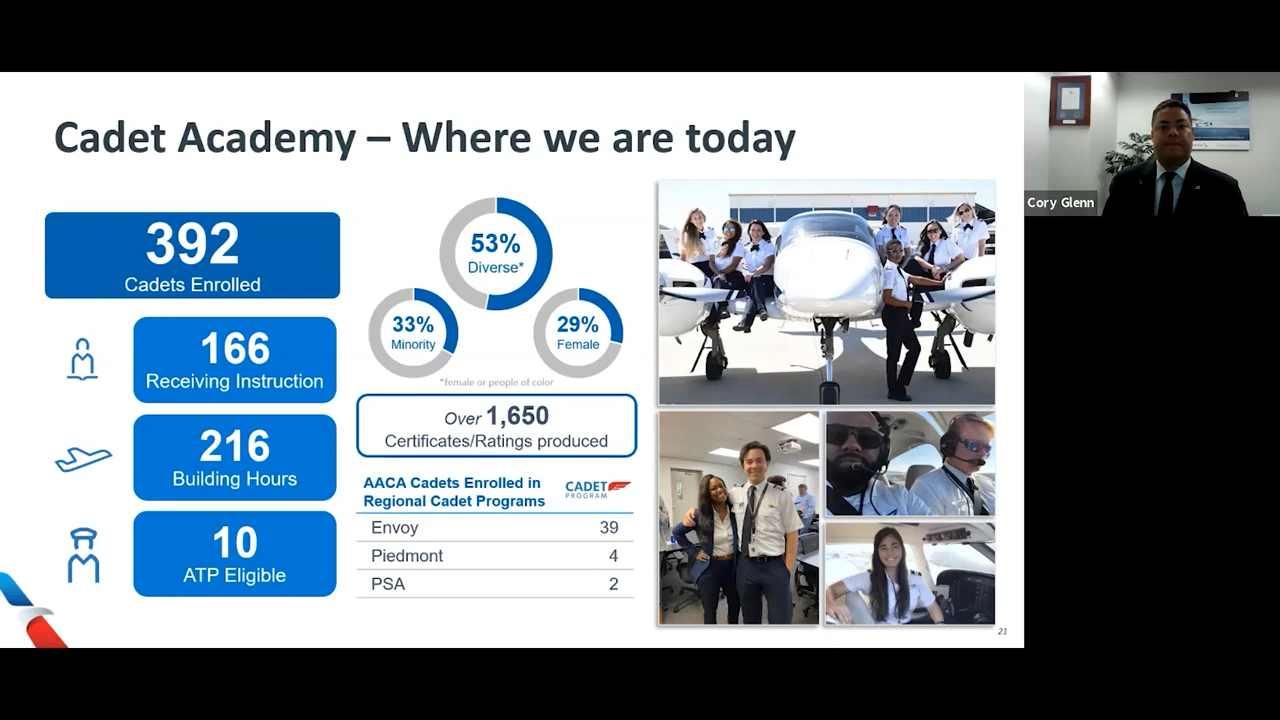 Cadet Academy – Where we are today
392
Cadets Enrolled
166
Receiving Instruction
216
Building Hours
10
ATP Eligible
53%
Diverse*
33%
Minority
29%
Female
*female or people of color
Over 1,650
Certificates/Ratings produced
AACA Cadets Enrolled in
Regional Cadet Programs
CADET
PROGRAM
Envoy 39
Piedmont 4
PSA 2
21
Cory Glenn